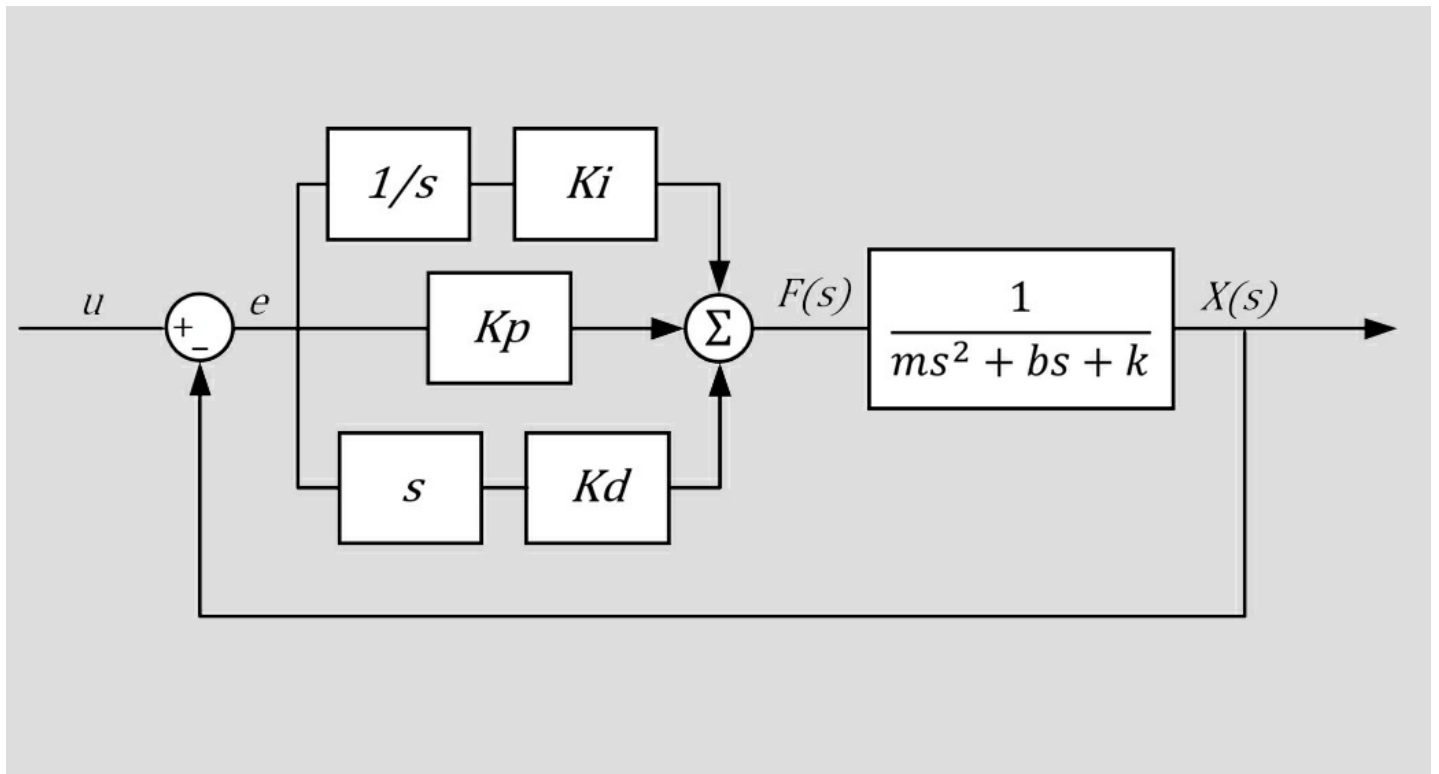 1/s
Ki
u
+
−
e
Kp
Σ
F(s)
1
ms² + bs + k
X(s)
s
Kd